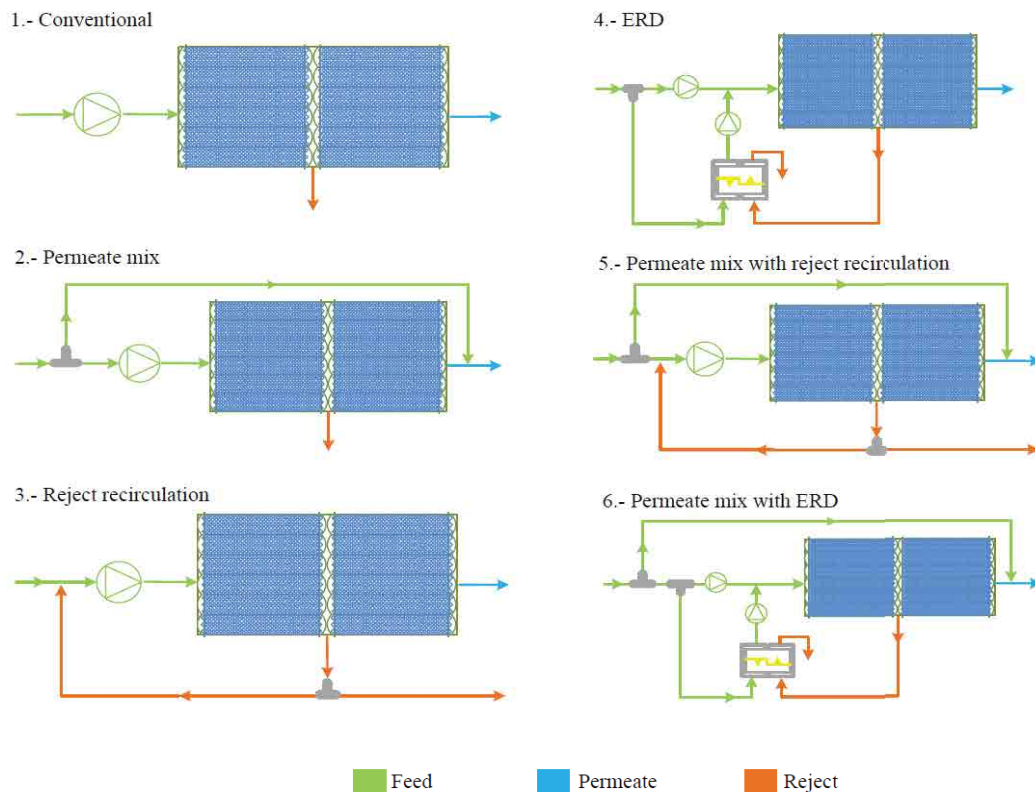 1.- Conventional
2.- Permeate mix
3.- Reject recirculation
4.- ERD
5.- Permeate mix with reject recirculation
6.- Permeate mix with ERD
Feed
Permeate
Reject